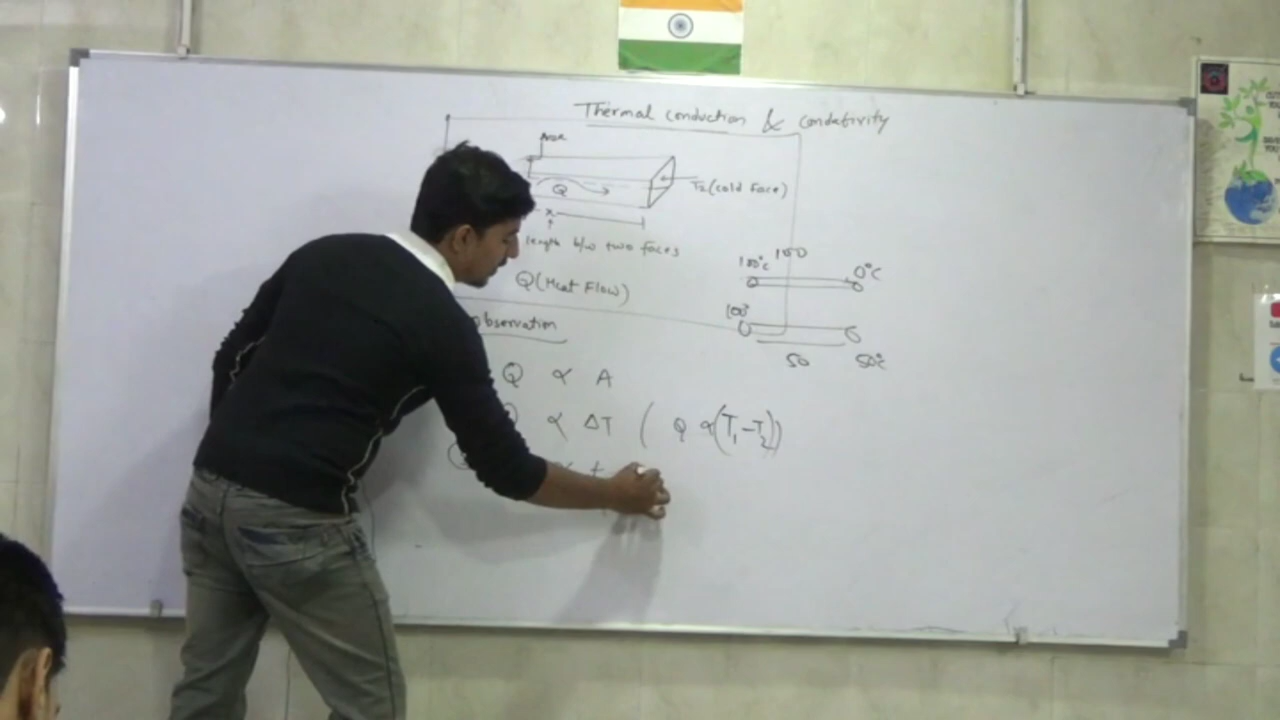 Thermal conduction & condctivity
Area
Q
T2 (cold face)
x
length b/w two faces
Q (Heat Flow)
100
100°c
0°C
100°
50
50°c
observation
Q ∝ A
∝ ΔT ( Q ∝ (T1-T2))
∝ t